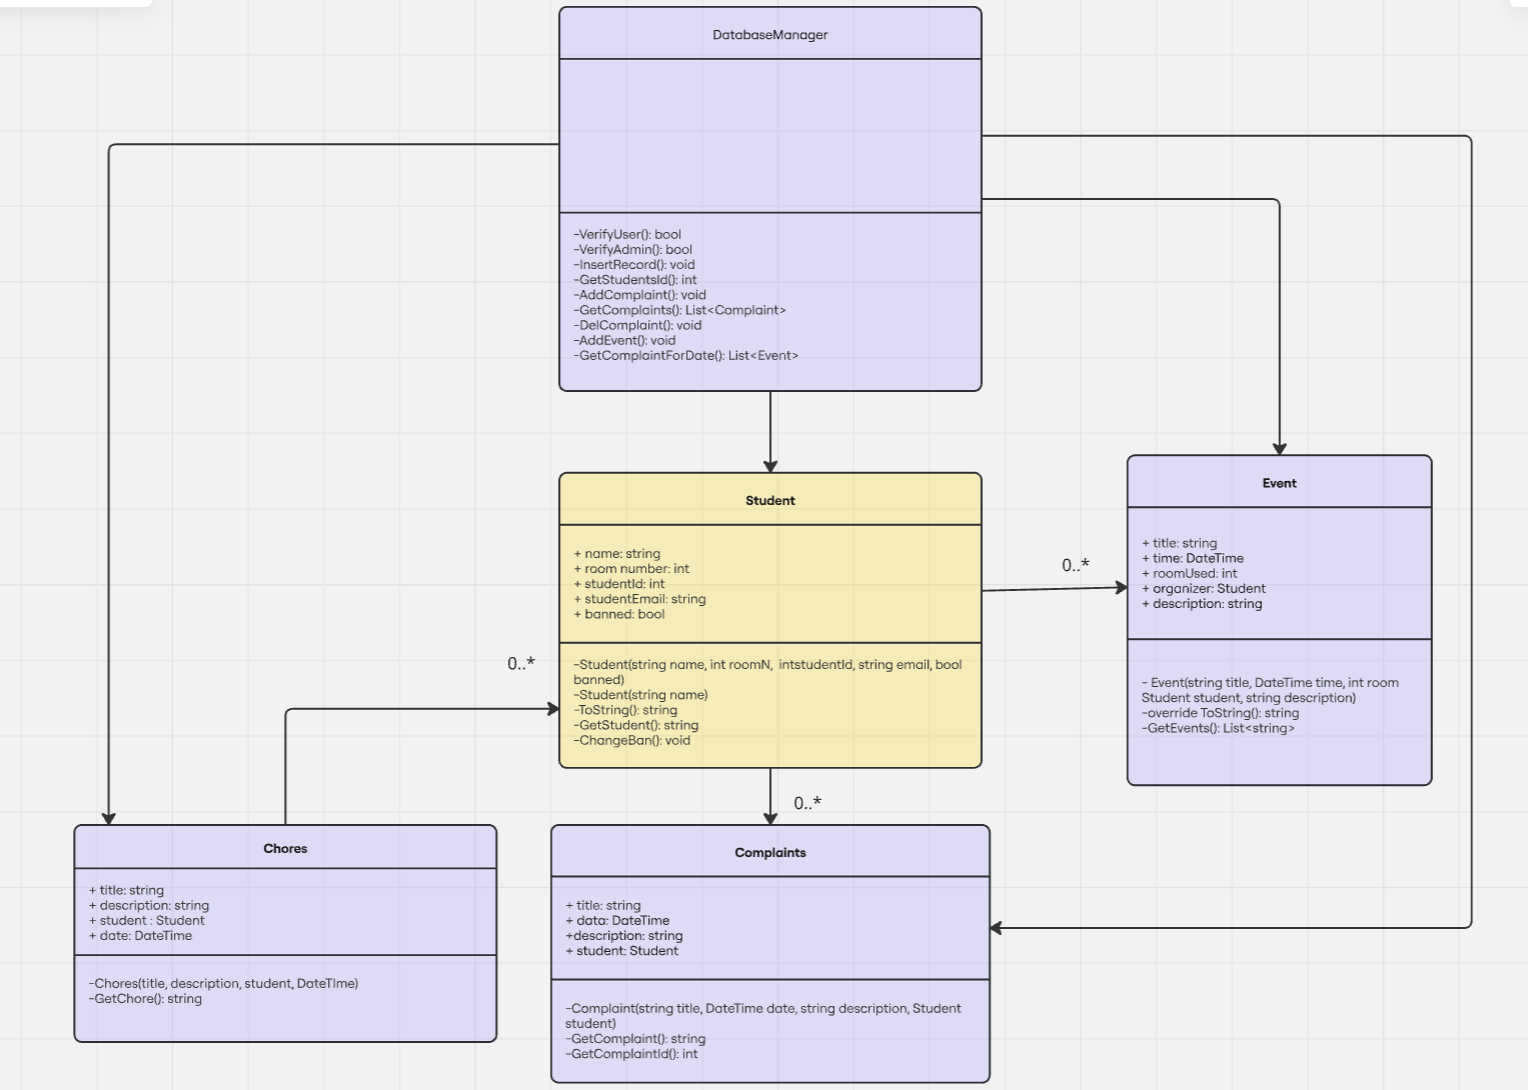 DatabaseManager
-VerifyUser(): bool
-VerifyAdmin(): bool
-InsertRecord(): void
-GetStudentsId(): int
-AddComplaint(): void
-GetComplaints(): List<Complaint>
-DelComplaint(): void
-AddEvent(): void
-GetComplaintForDate(): List<Event>
Student
+ name: string
+ room number: int
+ studentId: int
+ studentEmail: string
+ banned: bool
-Student(string name, int roomN,  intstudentId, string email, bool
banned)
-Student(string name)
-ToString(): string
-GetStudent(): string
-ChangeBan(): void
0..*
0..*
0..*
Event
+ title: string
+ time: DateTime
+ roomUsed: int
+ organizer: Student
+ description: string
- Event(string title, DateTime time, int room
Student student, string description)
-override ToString(): string
-GetEvents(): List<string>
Chores
+ title: string
+ description: string
+ student : Student
+ date: DateTime
-Chores(title, description, student, DateTIme)
-GetChore(): string
Complaints
+ title: string
+ data: DateTime
+description: string
+ student: Student
-Complaint(string title, DateTime date, string description, Student
student)
-GetComplaint(): string
-GetComplaintId(): int